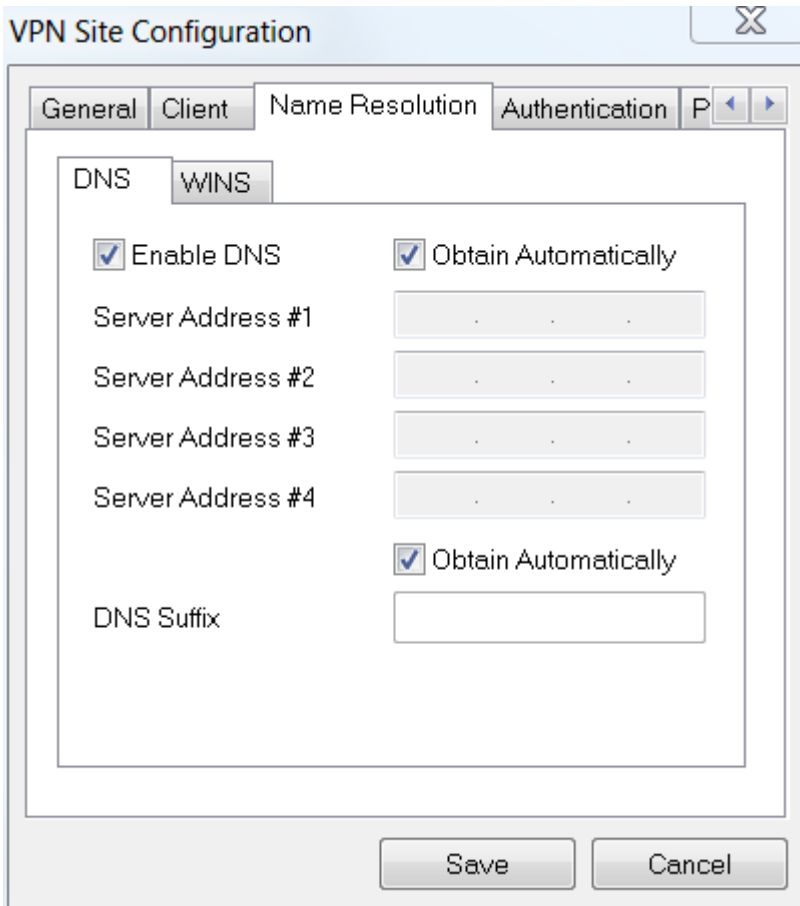 VPN Site Configuration
General Client Name Resolution Authentication P
DNS WINS
Enable DNS Obtain Automatically
Server Address #1 . . .
Server Address #2 . . .
Server Address #3 . . .
Server Address #4 . . .
Obtain Automatically
DNS Suffix
Save Cancel